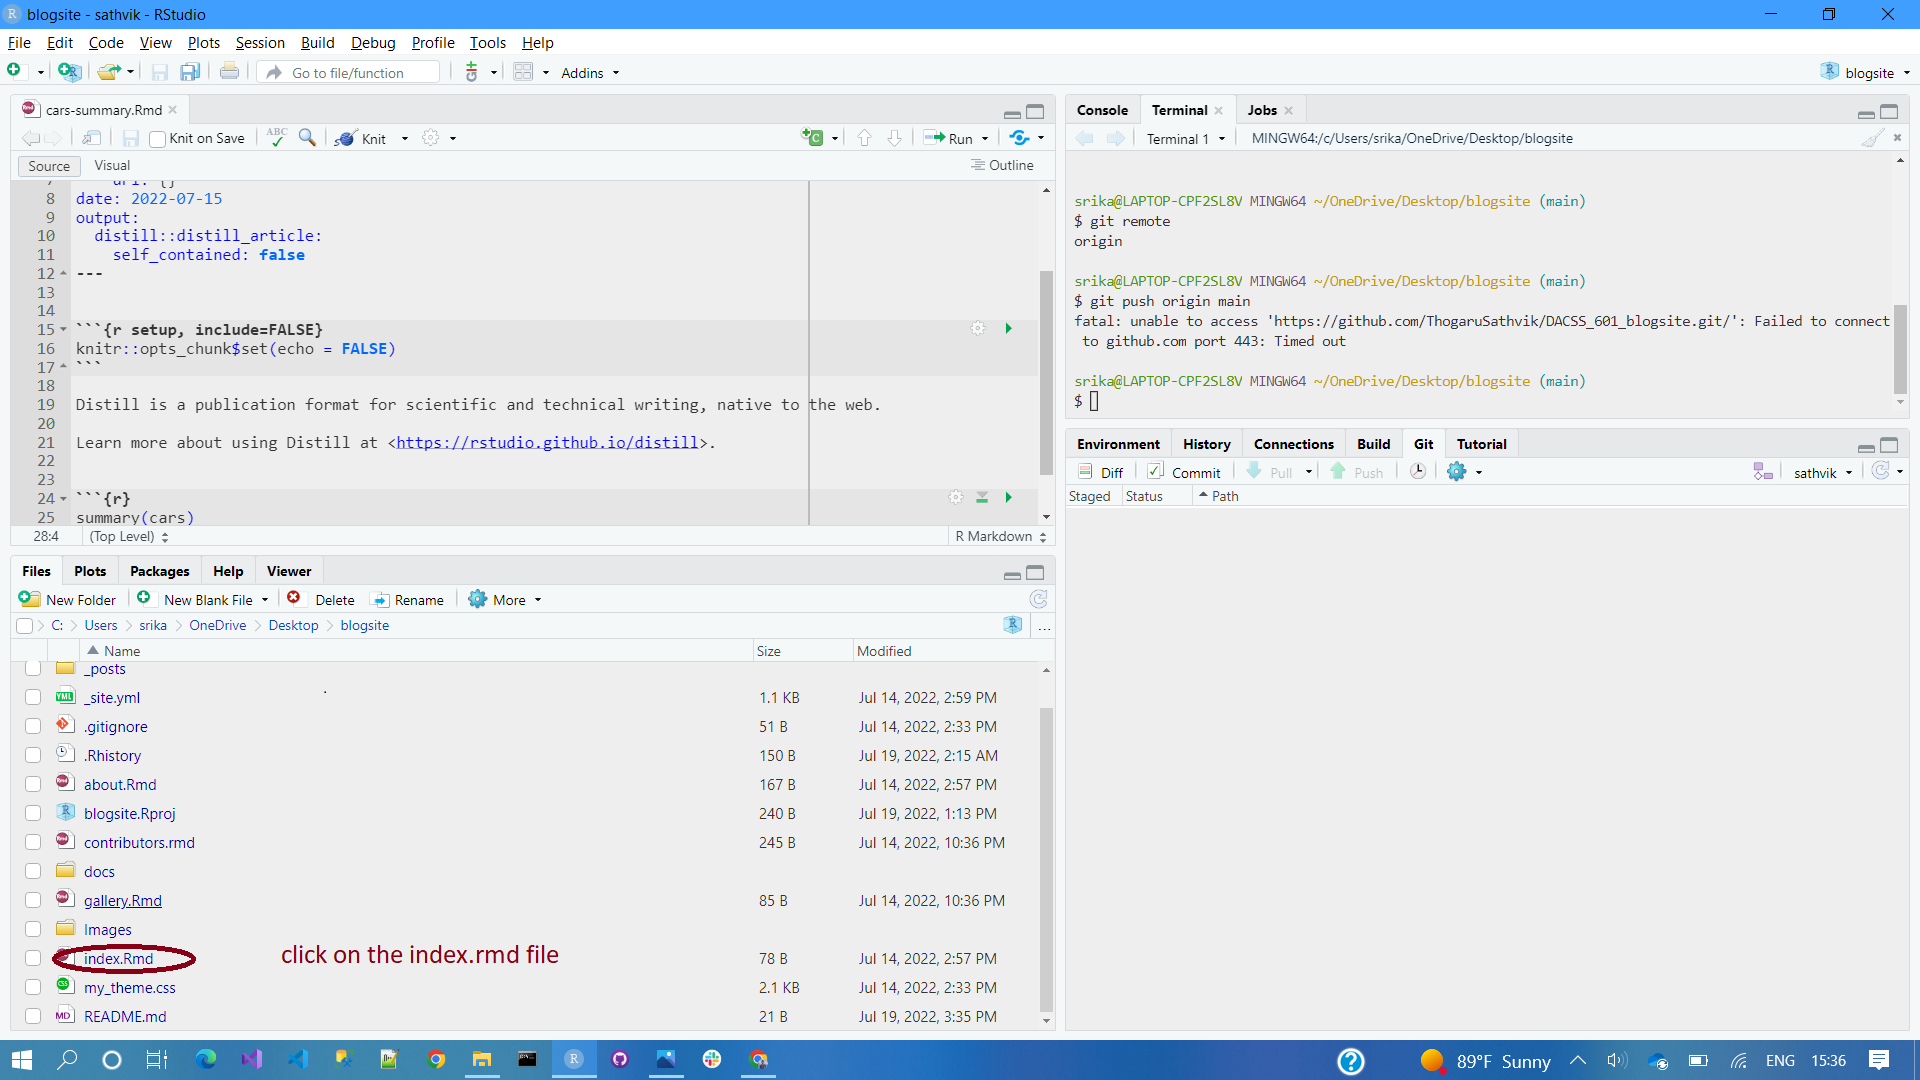 blogsite - sathvik - RStudio
File Edit Code View Plots Session Build Debug Profile Tools Help
Go to file/function Addins blogsite
cars-summary.Rmd
Knit on Save ABC Knit Run
Source Visual Outline
7 url: {}
8 date: 2022-07-15
9 output:
10 distill::distill_article:
11 self_contained: false
12 ---
13
14
15 ```{r setup, include=FALSE}
16 knitr::opts_chunk$set(echo = FALSE)
17 ```
18
19 Distill is a publication format for scientific and technical writing, native to the web.
20
21 Learn more about using Distill at <https://rstudio.github.io/distill>.
22
23
24 ```{r}
25 summary(cars)
28:4 (Top Level) R Markdown
Console Terminal Jobs
Terminal 1 MINGW64:/c/Users/srika/OneDrive/Desktop/blogsite
srika@LAPTOP-CPF2SL8V MINGW64 ~/OneDrive/Desktop/blogsite (main)
$ git remote
origin
srika@LAPTOP-CPF2SL8V MINGW64 ~/OneDrive/Desktop/blogsite (main)
$ git push origin main
fatal: unable to access 'https://github.com/ThogaruSathvik/DACSS_601_blogsite.git/': Failed to connect
to github.com port 443: Timed out
srika@LAPTOP-CPF2SL8V MINGW64 ~/OneDrive/Desktop/blogsite (main)
$
Environment History Connections Build Git Tutorial
Diff Commit Pull Push sathvik
Staged Status Path
Files Plots Packages Help Viewer
New Folder New Blank File Delete Rename More
C: Users srika OneDrive Desktop blogsite ...
Name Size Modified
_posts
_site.yml 1.1 KB Jul 14, 2022, 2:59 PM
.gitignore 51 B Jul 14, 2022, 2:33 PM
.Rhistory 150 B Jul 19, 2022, 2:15 AM
about.Rmd 167 B Jul 14, 2022, 2:57 PM
blogsite.Rproj 240 B Jul 19, 2022, 1:13 PM
contributors.rmd 245 B Jul 14, 2022, 10:36 PM
docs
gallery.Rmd 85 B Jul 14, 2022, 10:36 PM
Images
index.Rmd click on the index.rmd file 78 B Jul 14, 2022, 2:57 PM
my_theme.css 2.1 KB Jul 14, 2022, 2:33 PM
README.md 21 B Jul 19, 2022, 3:35 PM
89°F Sunny ENG 15:36